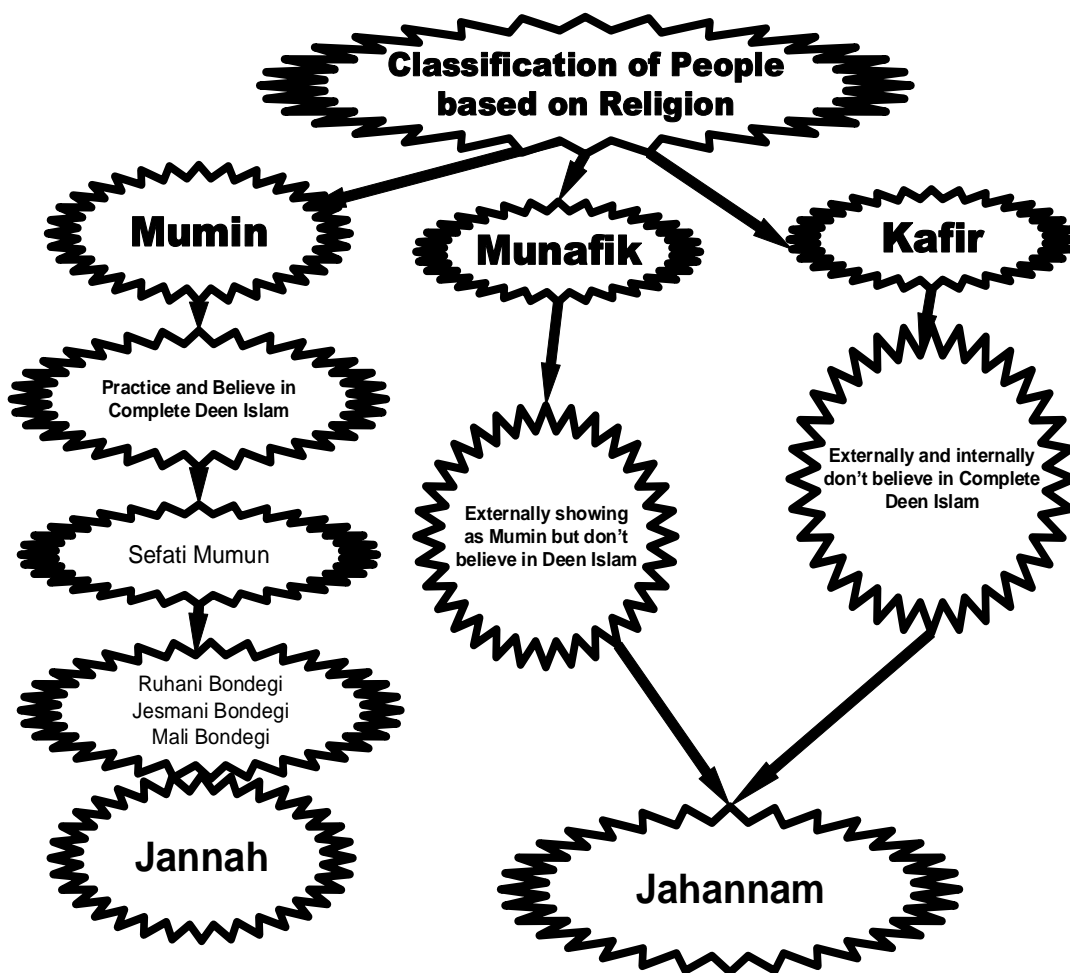 Classification of People
based on Religion
Mumin
Munafik
Kafir
Practice and Believe in
Complete Deen Islam
Externally and internally
don’t believe in Complete
Deen Islam
Externally showing
as Mumin but don’t
believe in Deen Islam
Sefati Mumun
Ruhani Bondegi
Jesmani Bondegi
Mali Bondegi
Jannah
Jahannam